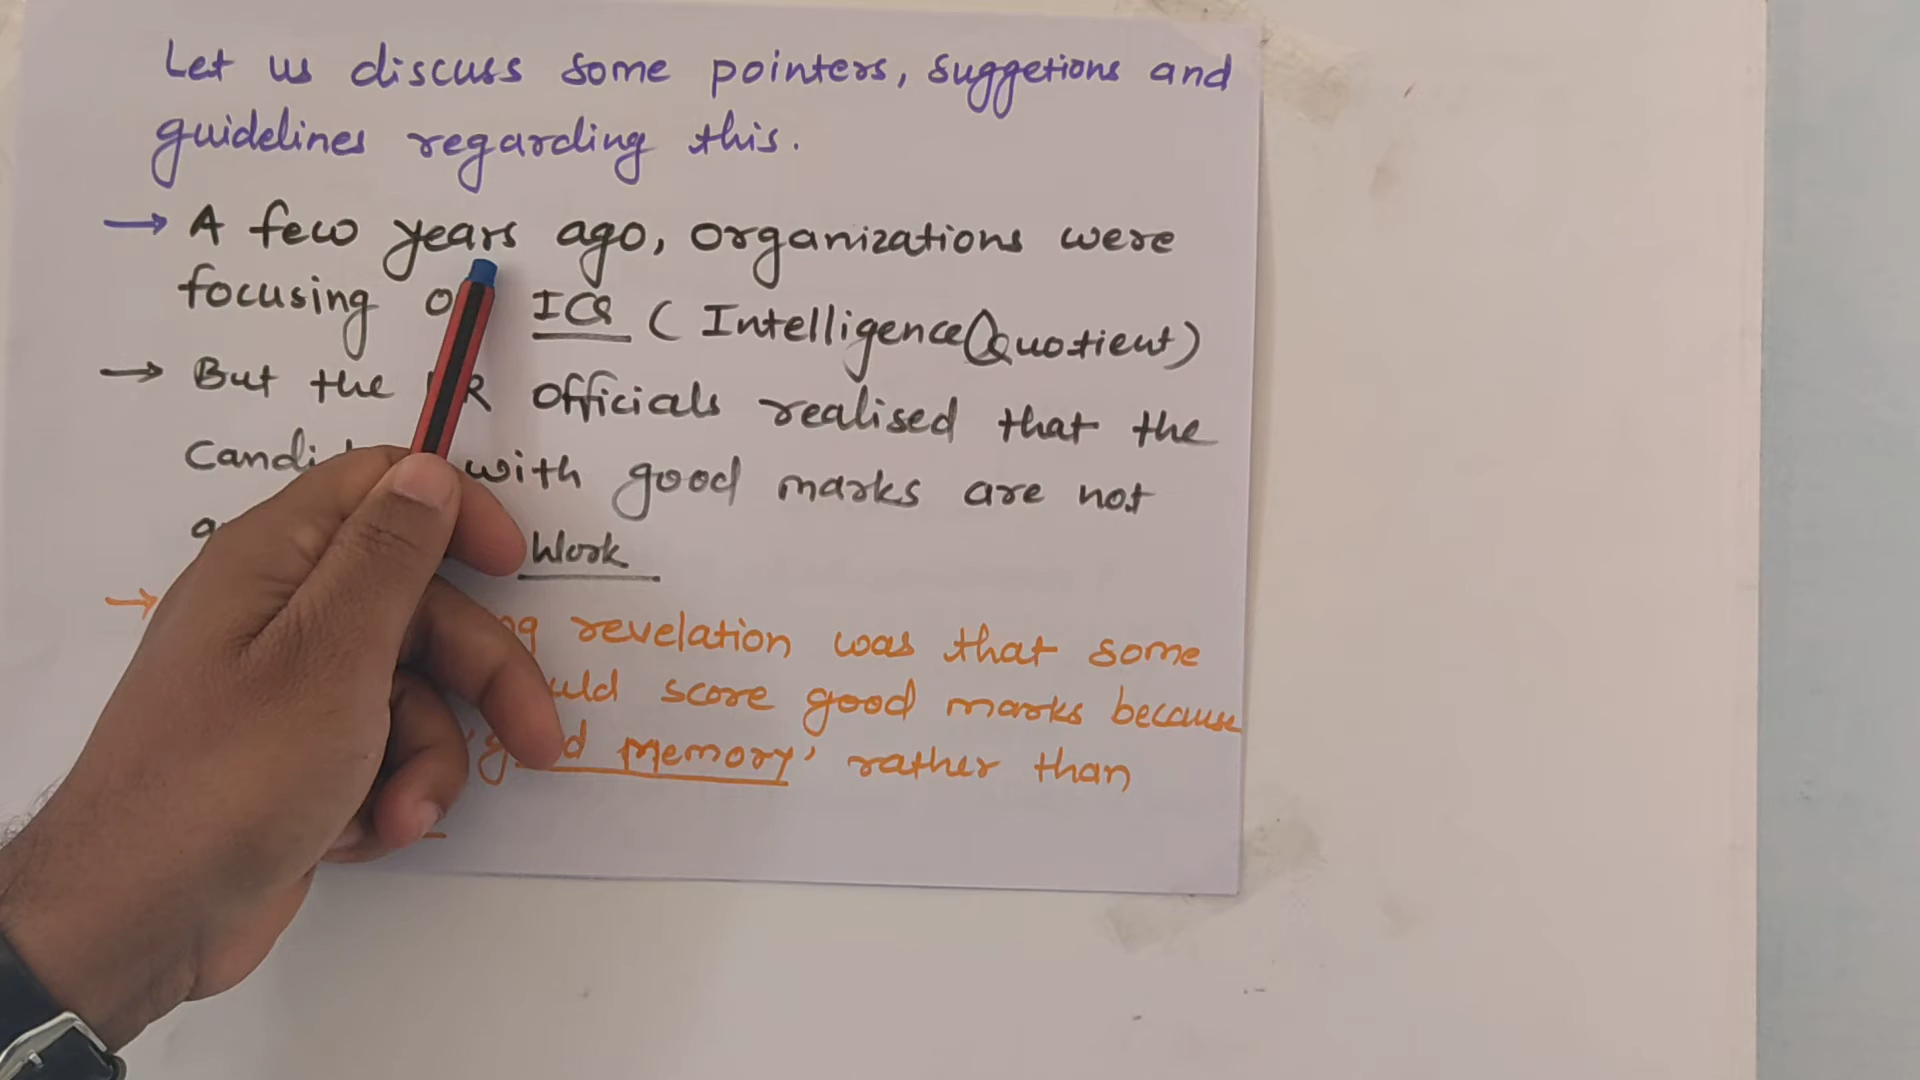 Let us discuss some pointers, suggetions and
guidelines regarding this.
→ A few years ago, organizations were
focusing IQ (Intelligence Quotient)
→ But the officials realised that the
with good marks are not
Work
→ revelation was that some
score good marks because
'good memory' rather than